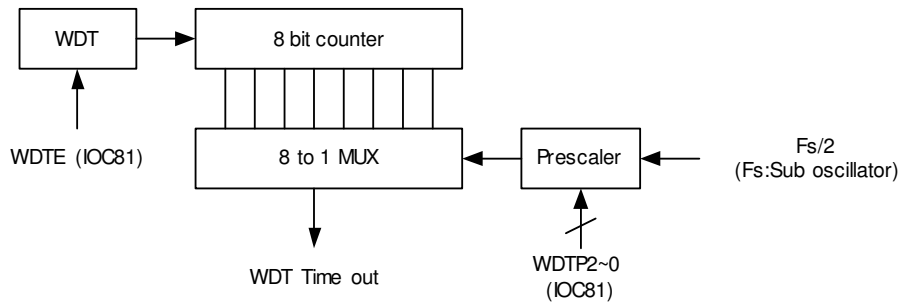 WDT
8 bit counter
WDTE (IOC81)
8 to 1 MUX
Prescaler
Fs/2
(Fs:Sub oscillator)
WDT Time out
WDTP2~0
(IOC81)